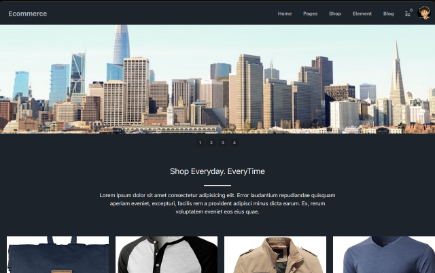 Ecommerce
Home Pages Shop Element Blog
1 2 3 4
Shop Everyday. EveryTime
Lorem ipsum dolor sit amet consectetur adipisicing elit. Error laudantium repudiandae quisquam
aperiam eveniet, excepturi, facilis rem a provident adipisci minus dicta earum. Ex, rerum
voluptatem eveniet eos eius quae.